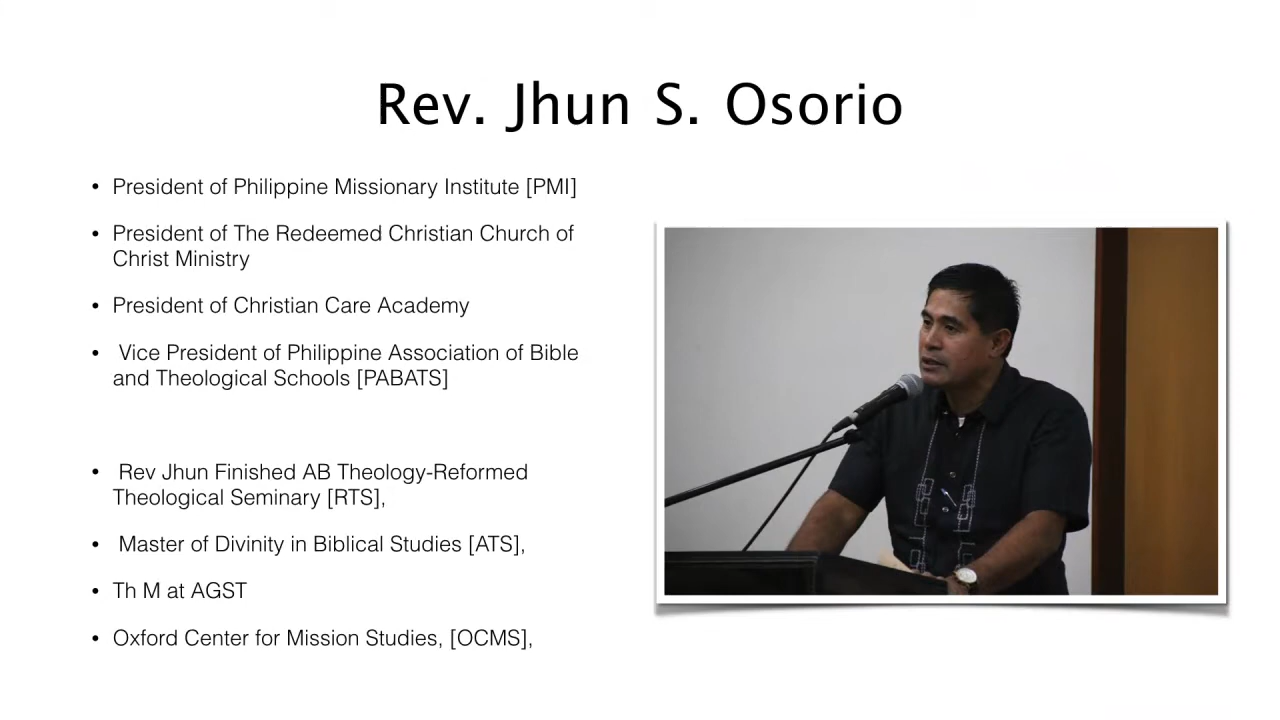 Rev. Jhun S. Osorio
• President of Philippine Missionary Institute [PMI]
• President of The Redeemed Christian Church of
Christ Ministry
• President of Christian Care Academy
• Vice President of Philippine Association of Bible
and Theological Schools [PABATS]
• Rev Jhun Finished AB Theology-Reformed
Theological Seminary [RTS],
• Master of Divinity in Biblical Studies [ATS],
• Th M at AGST
• Oxford Center for Mission Studies, [OCMS],